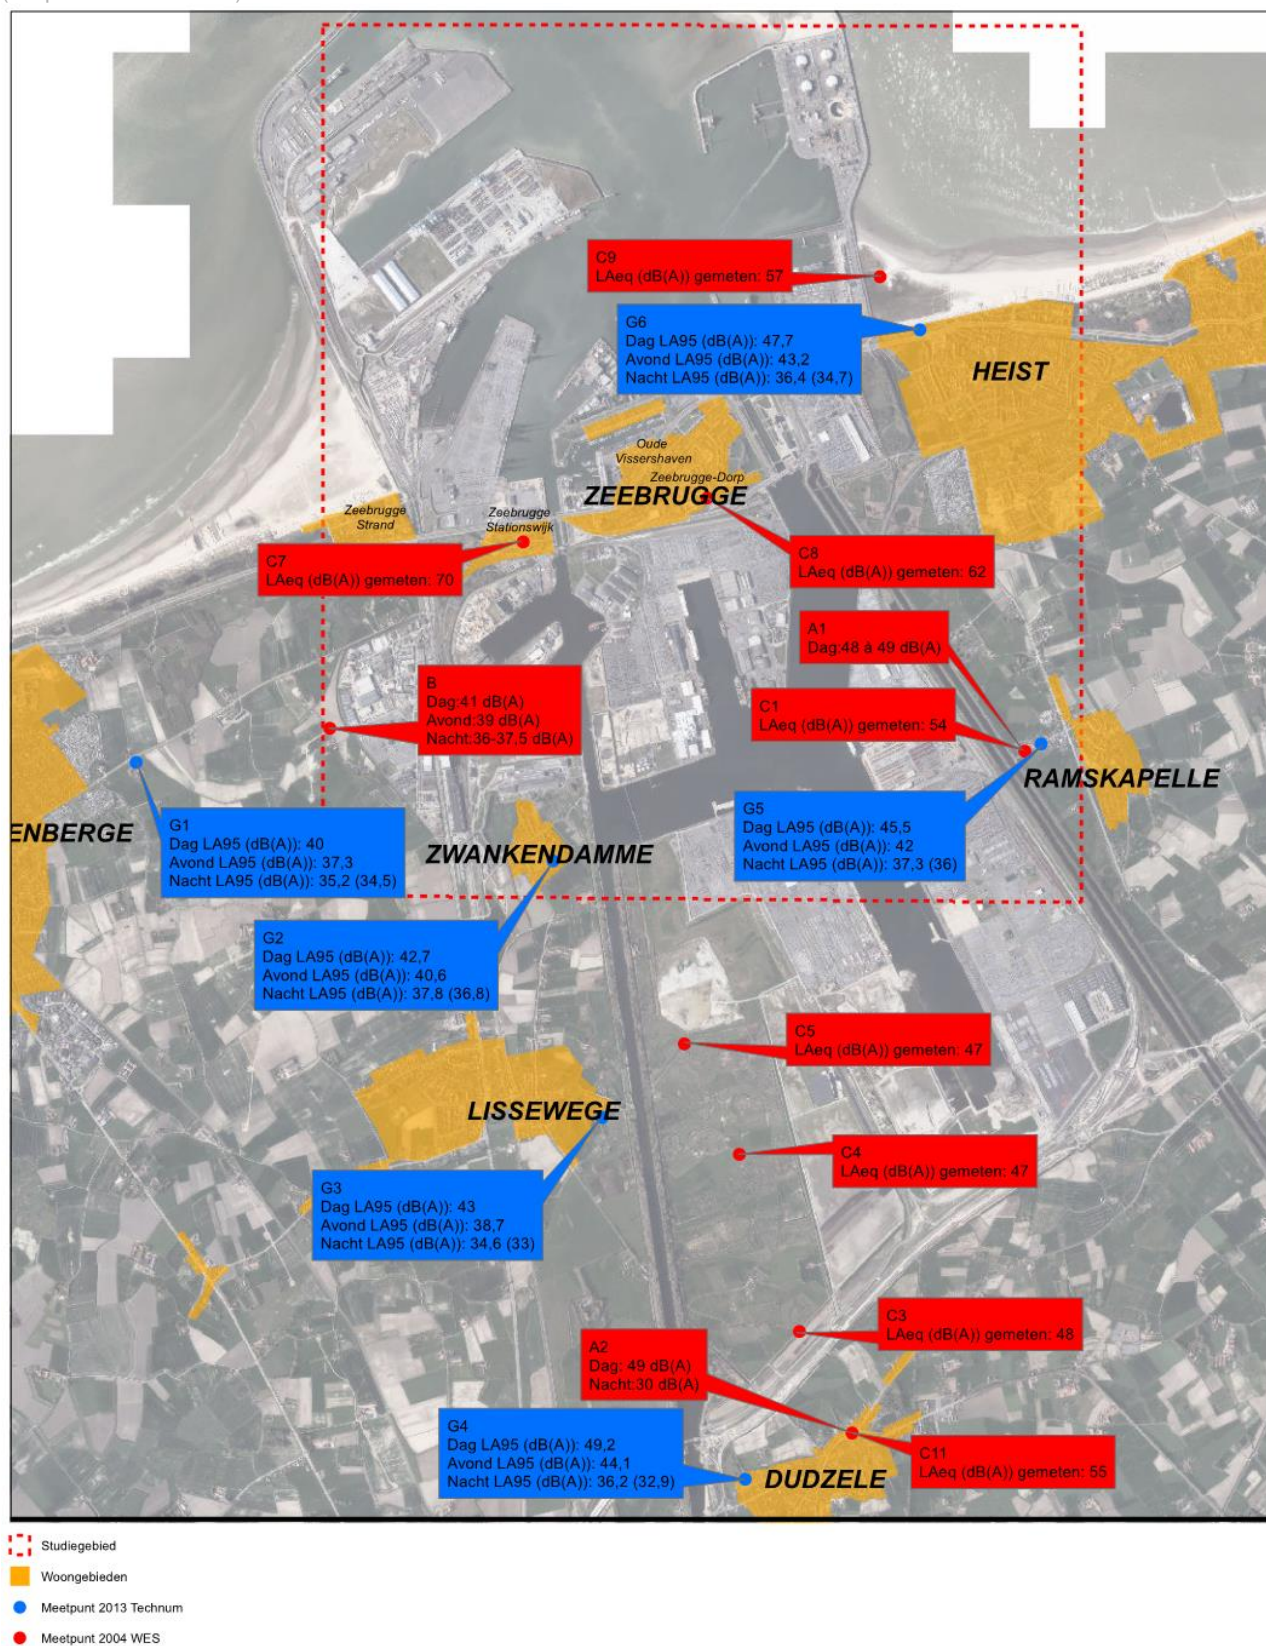 C9
LAeq (dB(A)) gemeten: 57
G6
Dag LA95 (dB(A)): 47,7
Avond LA95 (dB(A)): 43,2
Nacht LA95 (dB(A)): 36,4 (34,7)
HEIST
Oude
Vissershaven
Zeebrugge-Dorp
ZEEBRUGGE
Zeebrugge
Strand
Zeebrugge
Stationswijk
C7
LAeq (dB(A)) gemeten: 70
C8
LAeq (dB(A)) gemeten: 62
A1
Dag:48 à 49 dB(A)
B
Dag:41 dB(A)
Avond:39 dB(A)
Nacht:36-37,5 dB(A)
C1
LAeq (dB(A)) gemeten: 54
RAMSKAPELLE
G5
Dag LA95 (dB(A)): 45,5
Avond LA95 (dB(A)): 42
Nacht LA95 (dB(A)): 37,3 (36)
ENBERGE
G1
Dag LA95 (dB(A)): 40
Avond LA95 (dB(A)): 37,3
Nacht LA95 (dB(A)): 35,2 (34,5)
ZWANKENDAMME
G2
Dag LA95 (dB(A)): 42,7
Avond LA95 (dB(A)): 40,6
Nacht LA95 (dB(A)): 37,8 (36,8)
C5
LAeq (dB(A)) gemeten: 47
LISSEWEGE
C4
LAeq (dB(A)) gemeten: 47
G3
Dag LA95 (dB(A)): 43
Avond LA95 (dB(A)): 38,7
Nacht LA95 (dB(A)): 34,6 (33)
C3
LAeq (dB(A)) gemeten: 48
A2
Dag: 49 dB(A)
Nacht:30 dB(A)
G4
Dag LA95 (dB(A)): 49,2
Avond LA95 (dB(A)): 44,1
Nacht LA95 (dB(A)): 36,2 (32,9)
C11
LAeq (dB(A)) gemeten: 55
DUDZELE
Studiegebied
Woongebieden
Meetpunt 2013 Technum
Meetpunt 2004 WES